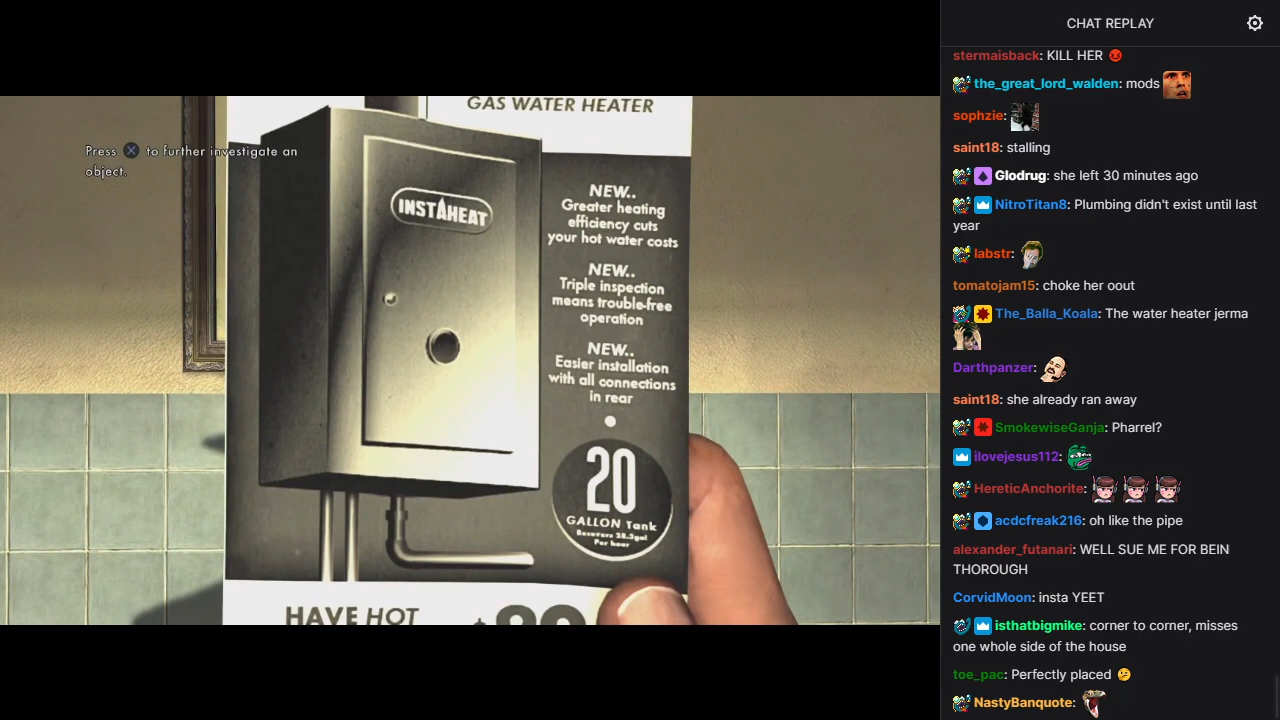 Press X to further investigate an
object.
GAS WATER HEATER
INSTAHEAT
NEW..
Greater heating
efficiency cuts
your hot water costs
NEW..
Triple inspection
means trouble-free
operation
NEW..
Easier installation
with all connections
in rear
20
GALLON Tank
Recovers 28.2gal
Per hour
HAVE HOT
CHAT REPLAY
stermaisback: KILL HER
the_great_lord_walden: mods
sophzie:
saint18: stalling
Glodrug: she left 30 minutes ago
NitroTitan8: Plumbing didn't exist until last
year
labstr:
tomatojam15: choke her oout
The_Balla_Koala: The water heater jerma
Darthpanzer:
saint18: she already ran away
SmokewiseGanja: Pharrel?
ilovejesus112:
HereticAnchorite:
acdcfreak216: oh like the pipe
alexander_futanari: WELL SUE ME FOR BEIN
THOROUGH
CorvidMoon: insta YEET
isthatbigmike: corner to corner, misses
one whole side of the house
toe_pac: Perfectly placed
NastyBanquote: